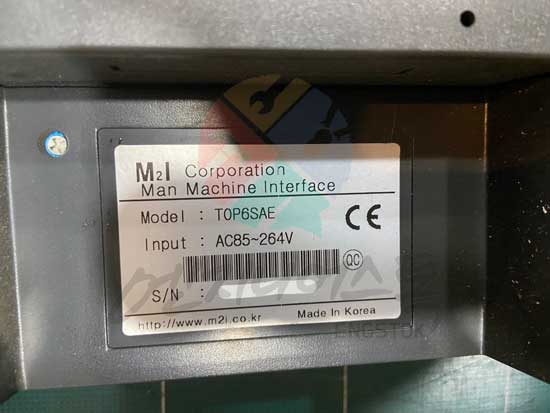 M2I Corporation
Man Machine Interface
Model : TOP6SAE
CE
Input : AC85~264V
QC
S/N :
http://www.m2i.co.kr
Made In Korea
ENGSTOR